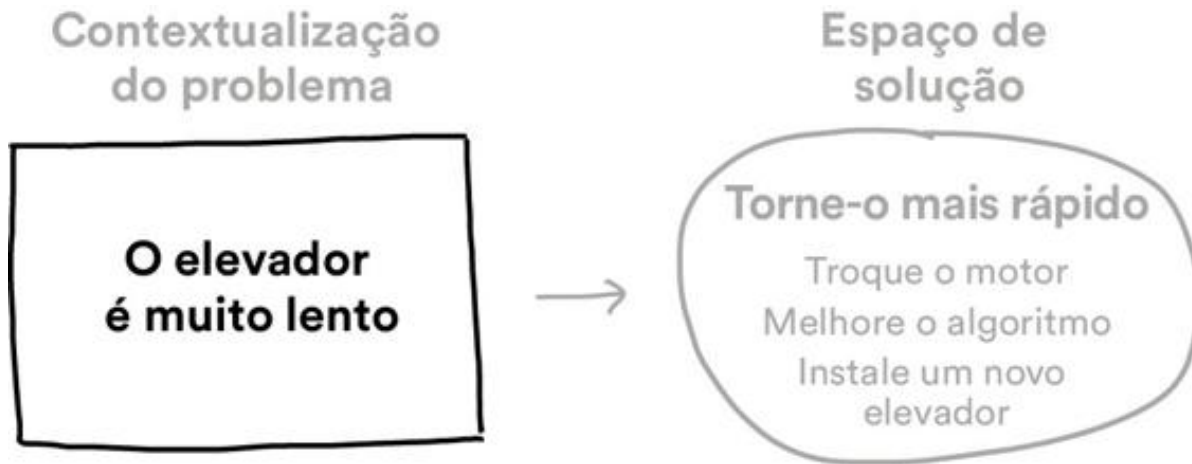 Contextualização
do problema
O elevador
é muito lento
Espaço de
solução
Torne-o mais rápido
Troque o motor
Melhore o algoritmo
Instale um novo
elevador